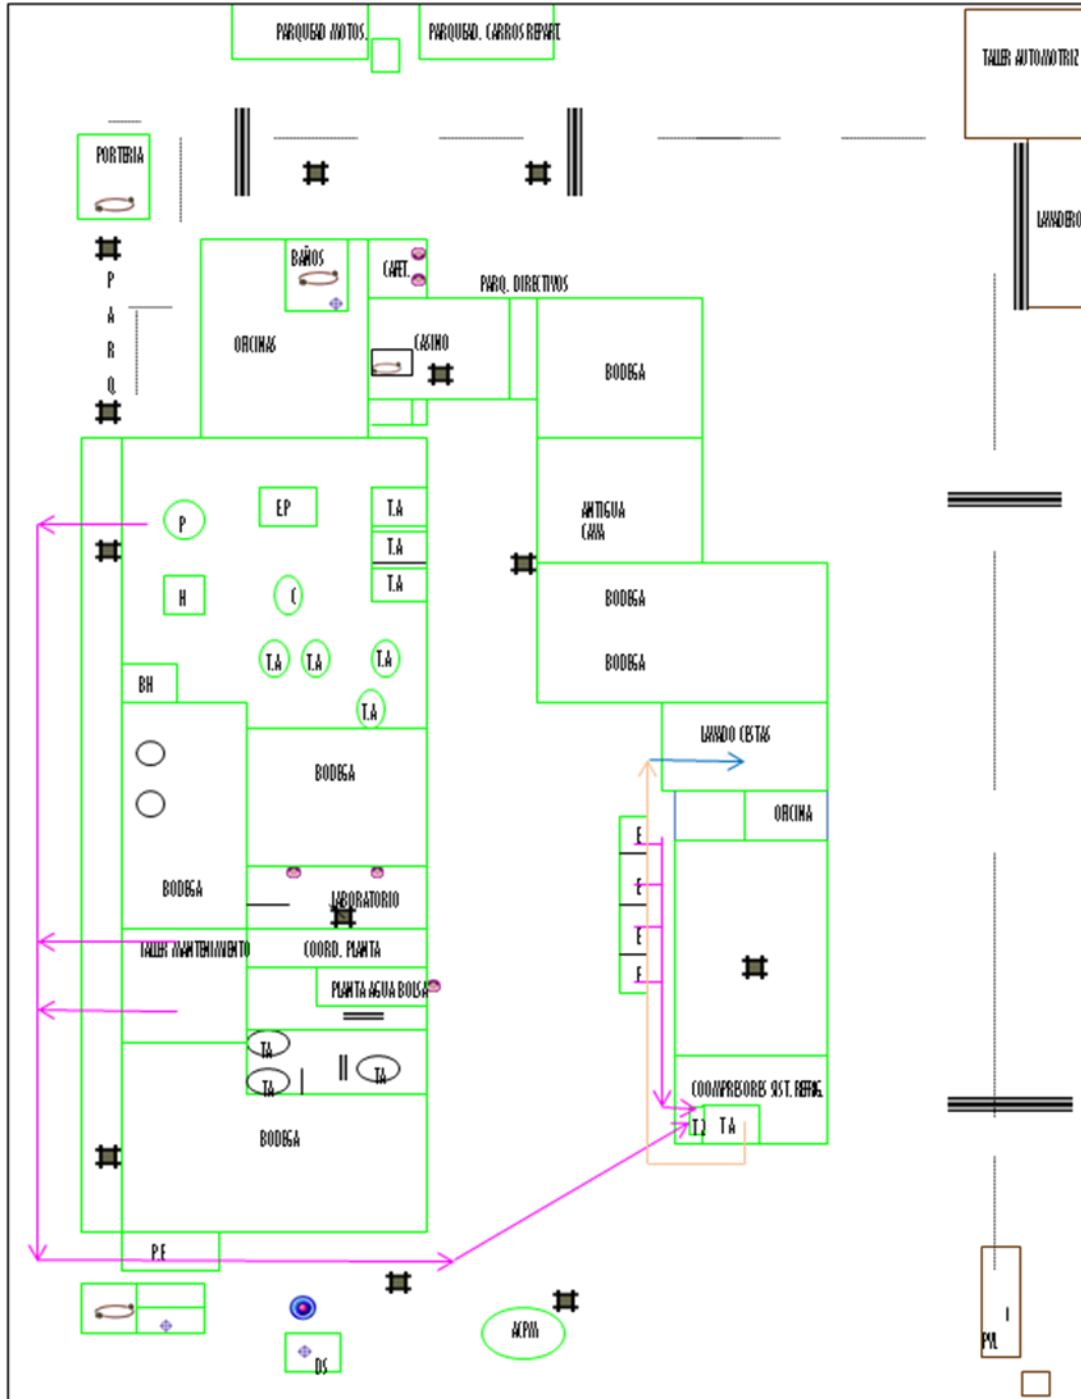 PARQUEAD MOTOS.
PARQUEAD. CARROS REPART.
TALLER AUTOMOTRIZ
PORTERIA
LAVADERO
BAÑOS
CAFET.
PARQ. DIRECTIVOS
P
A
R
Q
OFICINAS
CASINO
BODEGA
P
E.P
T.A
ANTIGUA
CAVA
T.A
T.A
H
C
BODEGA
T.A
T.A
T.A
BODEGA
BH
T.A
LAVADO CESTAS
BODEGA
OFICINA
E
BODEGA
E
LABORATORIO
E
TALLER MANTENIMIENTO
COORD. PLANTA
E
PLANTA AGUA BOLSA
TA
TA
TA
COOMPRESORES SIST. REFRIG.
T.2
T A
BODEGA
P.E
ACPM
I
PVL
DS